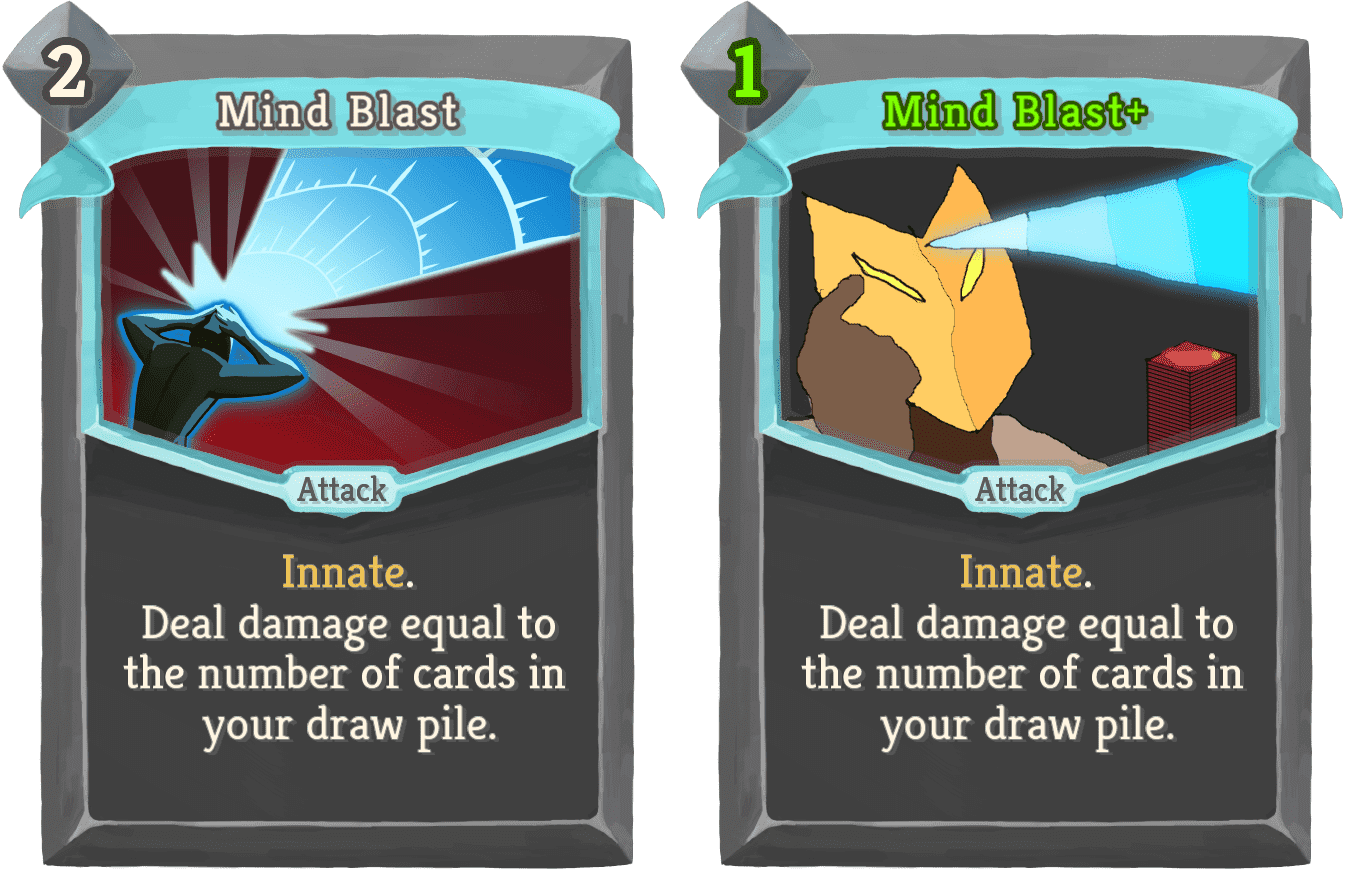 2
Mind Blast
Attack
Innate.
Deal damage equal to
the number of cards in
your draw pile.
1
Mind Blast+
Attack
Innate.
Deal damage equal to
the number of cards in
your draw pile.